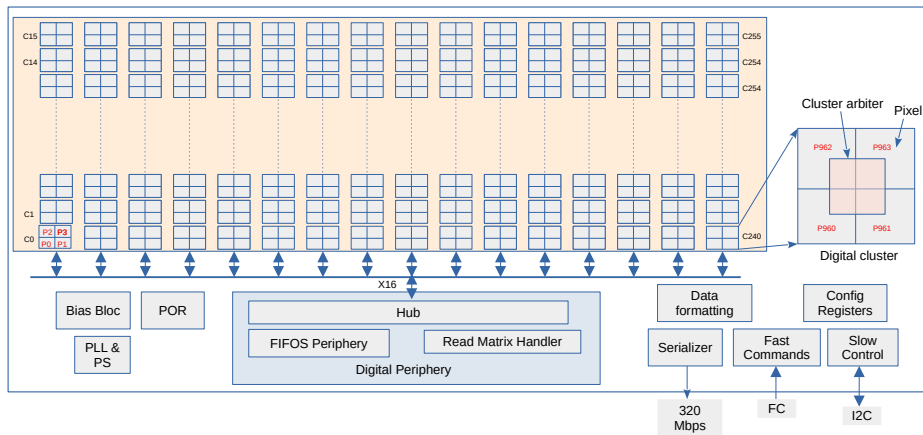 C15
C255
C14
C254
C254
Cluster arbiter
Pixel
P962
P963
C1
P2 P3
C0
P0 P1
C240
P960
P961
Digital cluster
X16
Bias Bloc
POR
Hub
Data
formatting
Config
Registers
PLL &
PS
FIFOS Periphery
Read Matrix Handler
Serializer
Fast
Commands
Slow
Control
Digital Periphery
320
Mbps
FC
I2C